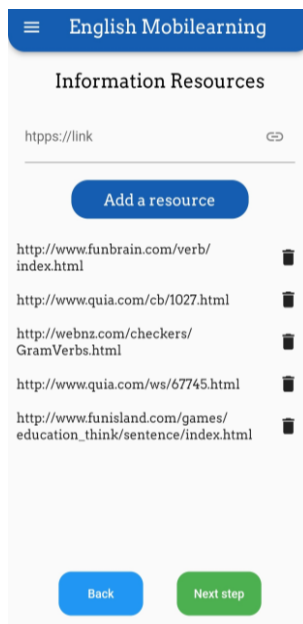 English Mobilearning
Information Resources
htpps://link
Add a resource
http://www.funbrain.com/verb/
index.html
http://www.quia.com/cb/1027.html
http://webnz.com/checkers/
GramVerbs.html
http://www.quia.com/ws/67745.html
http://www.funisland.com/games/
education_think/sentence/index.html
Back
Next step